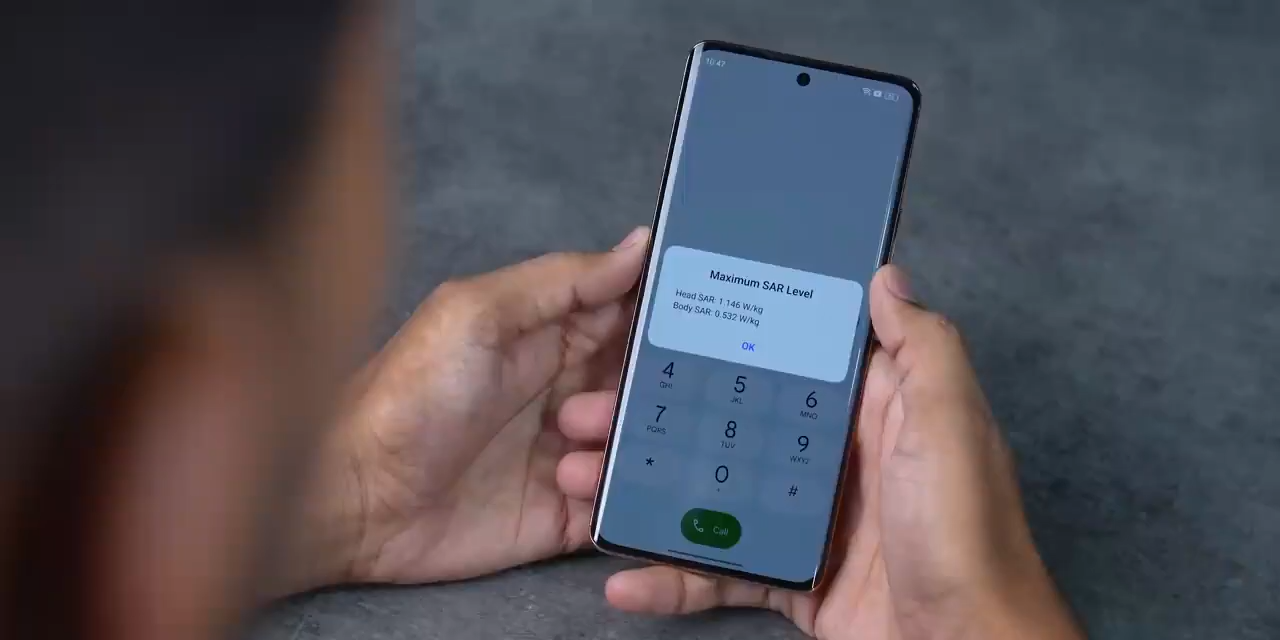 10:47
Maximum SAR Level
Head SAR: 1.146 W/kg
Body SAR: 0.532 W/kg
OK
4 5 6
GHI JKL MNO
7 8 9
PQRS TUV WXYZ
* 0 #
+
Call